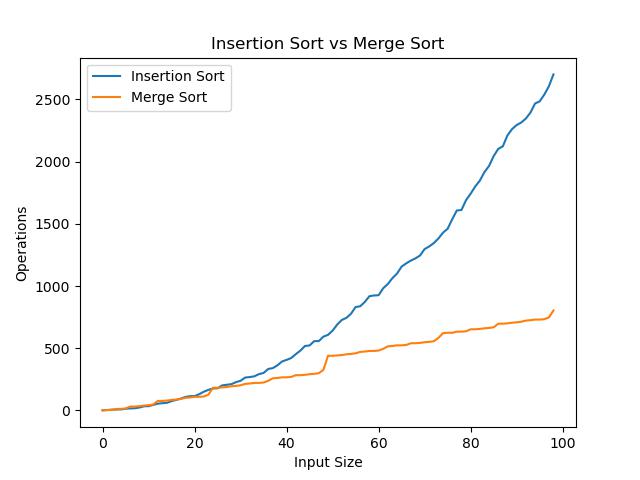 Insertion Sort vs Merge Sort
Insertion Sort
Merge Sort
2500
2000
1500
1000
500
0
Operations
0 20 40 60 80 100
Input Size